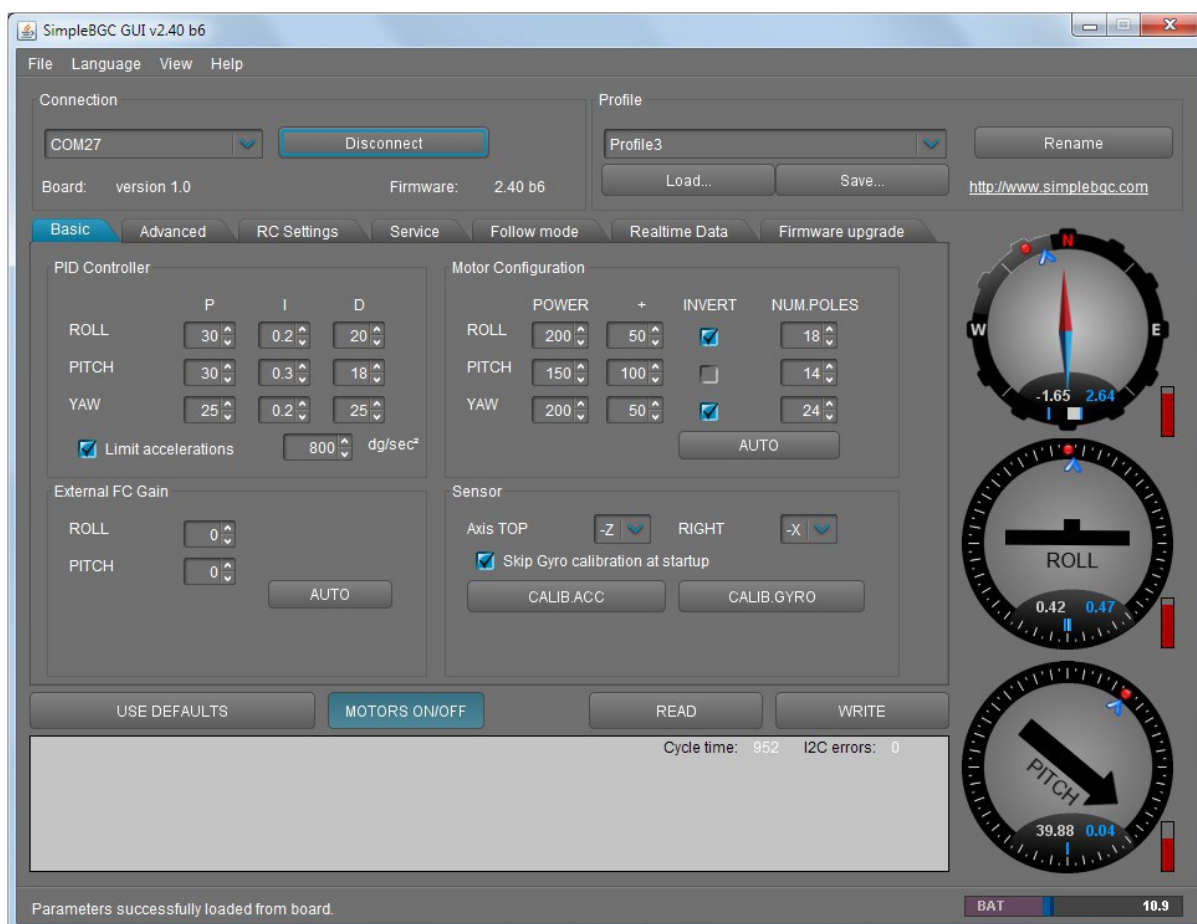 SimpleBGC GUI v2.40 b6
File Language View Help
Connection
Profile
COM27 Disconnect
Profile3 Rename
Load... Save...
Board: version 1.0 Firmware: 2.40 b6
http://www.simplebgc.com
Basic Advanced RC Settings Service Follow mode Realtime Data Firmware upgrade
PID Controller
P I D
ROLL 30 0.2 20
PITCH 30 0.3 18
YAW 25 0.2 25
Limit accelerations 800 dg/sec²
Motor Configuration
POWER + INVERT NUM.POLES
ROLL 200 50 18
PITCH 150 100 14
YAW 200 50 24
AUTO
External FC Gain
ROLL 0
PITCH 0
AUTO
Sensor
Axis TOP -Z RIGHT -X
Skip Gyro calibration at startup
CALIB.ACC CALIB.GYRO
N
W E
-1.65 2.64
ROLL
0.42 0.47
PITCH
39.88 0.04
USE DEFAULTS MOTORS ON/OFF READ WRITE
Cycle time: 952 I2C errors: 0
Parameters successfully loaded from board.
BAT 10.9